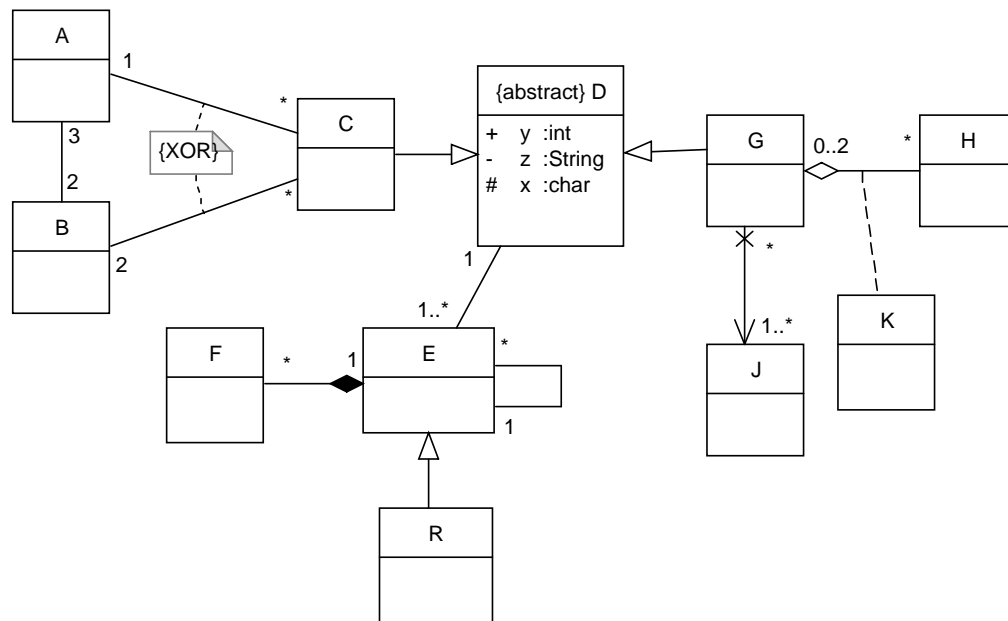 A
1
*
3
{XOR}
C
2
B
*
2
{abstract} D
+ y :int
- z :String
# x :char
G
0..2
*
H
1
1..*
*
1..*
K
J
F
*
1
E
*
1
R